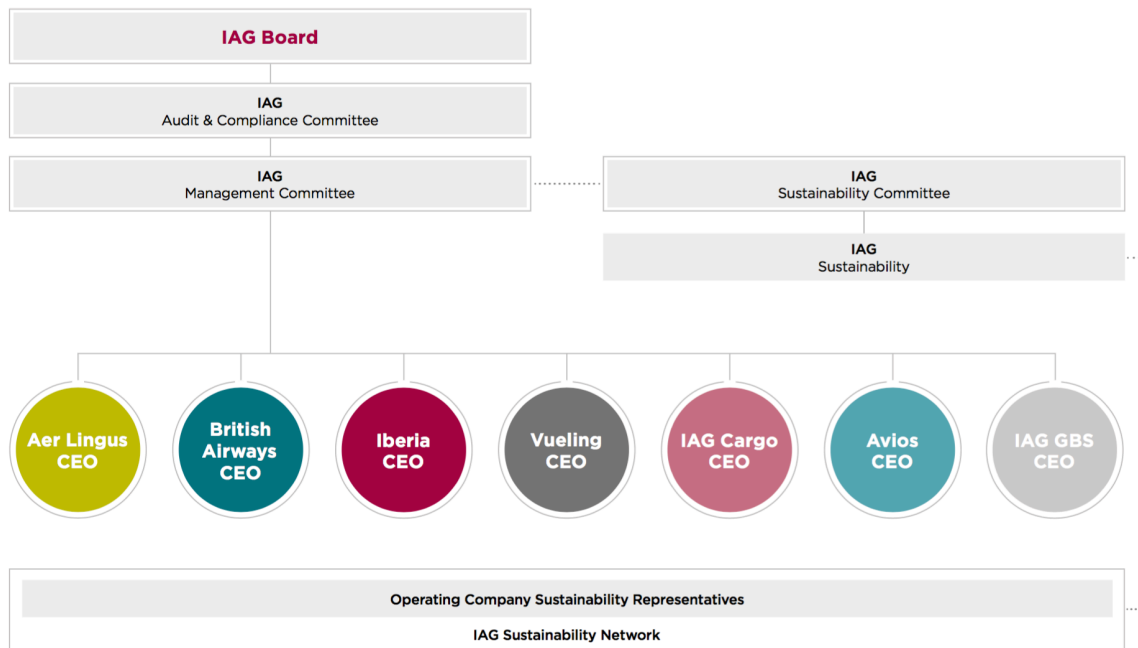 IAG Board
IAG
Audit & Compliance Committee
IAG
Management Committee
IAG
Sustainability Committee
IAG
Sustainability
Aer Lingus
CEO
British
Airways
CEO
Iberia
CEO
Vueling
CEO
IAG Cargo
CEO
Avios
CEO
IAG GBS
CEO
Operating Company Sustainability Representatives
IAG Sustainability Network